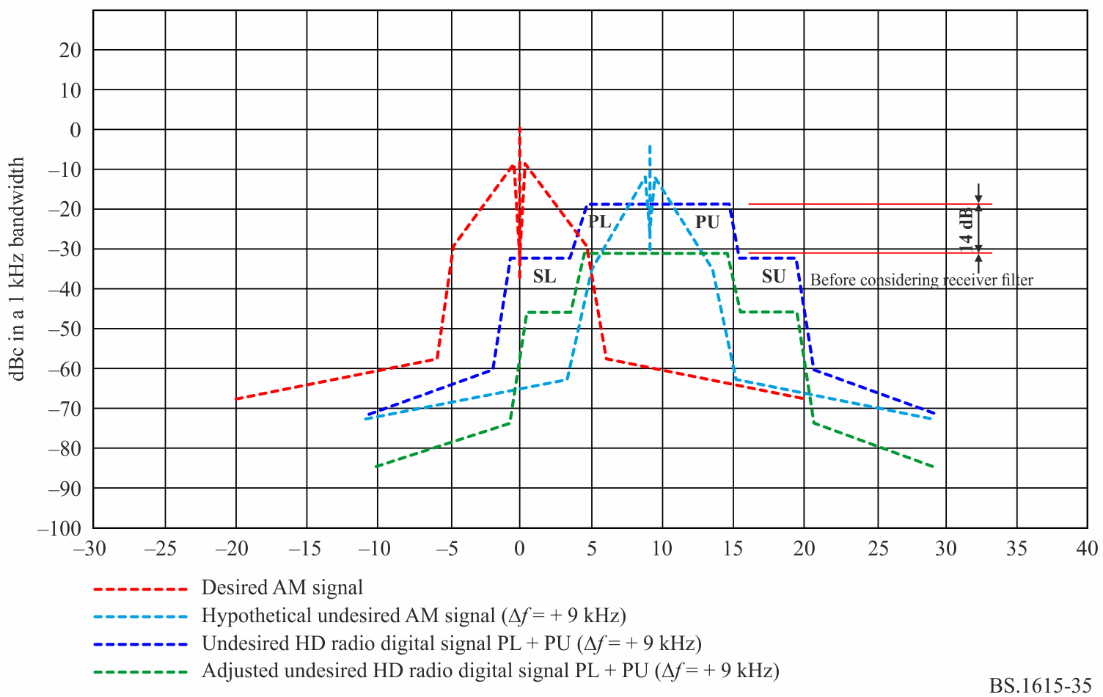 20
10
0
–10
–20
–30
–40
–50
–60
–70
–80
–90
–100
dBc in a 1 kHz bandwidth
PL
PU
SL
SU
14 dB
Before considering receiver filter
–30 –25 –20 –15 –10 –5 0 5 10 15 20 25 30 35 40
Desired AM signal
Hypothetical undesired AM signal (Δf = + 9 kHz)
Undesired HD radio digital signal PL + PU (Δf = + 9 kHz)
Adjusted undesired HD radio digital signal PL + PU (Δf = + 9 kHz)
BS.1615-35